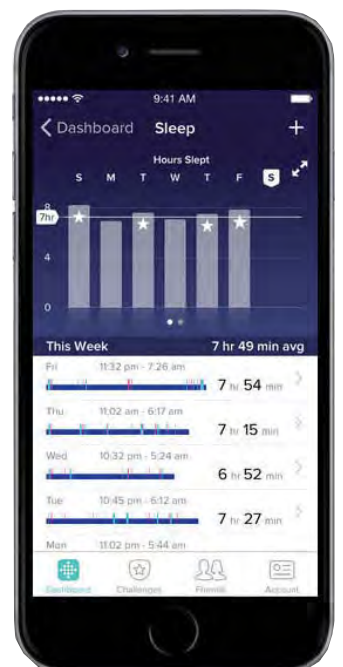 9:41 AM
Dashboard Sleep +
Hours Slept
S M T W T F S
8
7hr
4
0
This Week 7 hr 49 min avg
Fri 11:32 pm - 7:26 am
7 hr 54 min
Thu 11:02 am - 6:17 am
7 hr 15 min
Wed 10:32 pm - 5:24 am
6 hr 52 min
Tue 10:45 pm - 6:12 am
7 hr 27 min
Mon 11:02 pm - 5:44 am
Dashboard Challenges Friends Account